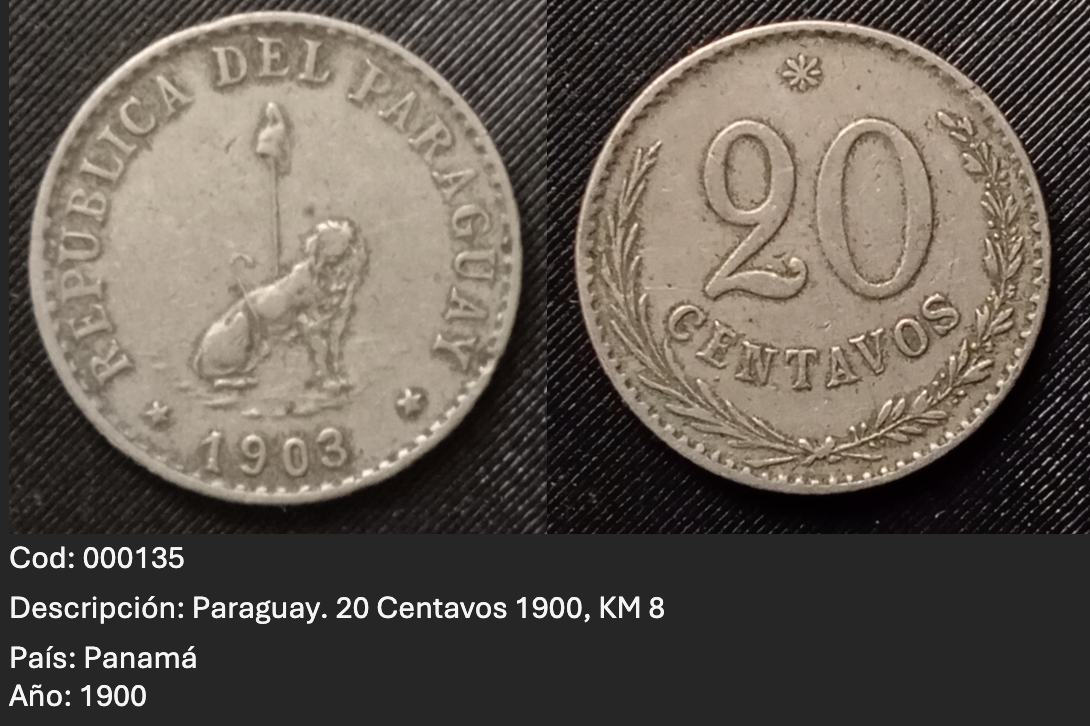 REPUBLICA DEL PARAGUAY
1903
20
CENTAVOS
Cod: 000135
Descripción: Paraguay. 20 Centavos 1900, KM 8
País: Panamá
Año: 1900